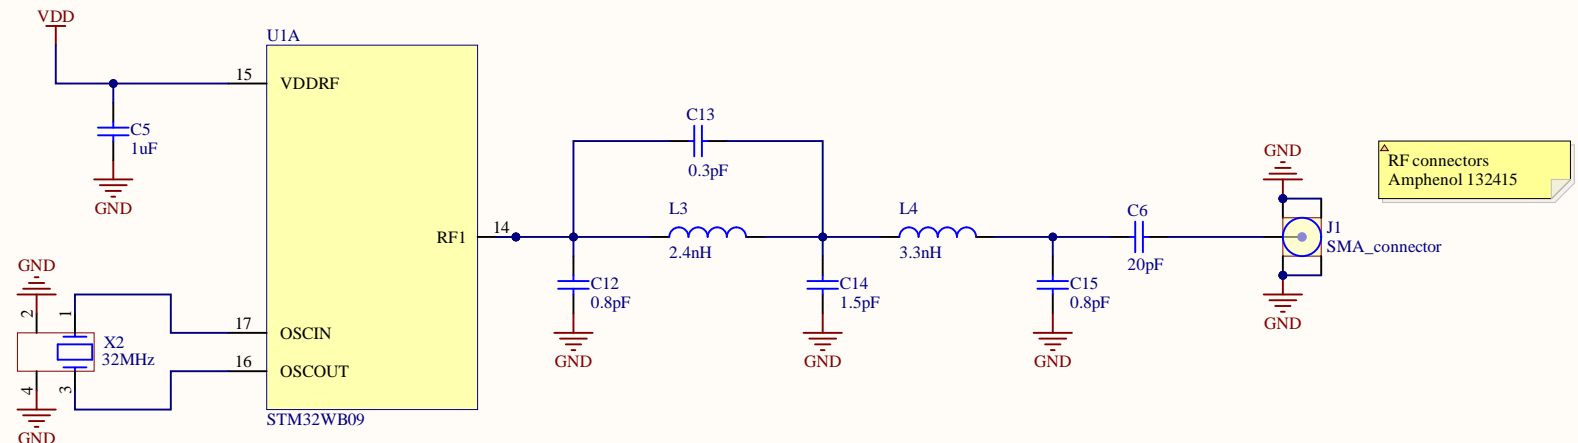 VDD
U1A
15
VDDRF
C5
1uF
GND
C13
0.3pF
GND
RF connectors
Amphenol 132415
RF1
14
L3
2.4nH
L4
3.3nH
C6
20pF
J1
SMA_connector
C12
0.8pF
GND
C14
1.5pF
GND
C15
0.8pF
GND
GND
GND
2
1
X2
32MHz
4
3
GND
17
OSCIN
16
OSCOUT
STM32WB09